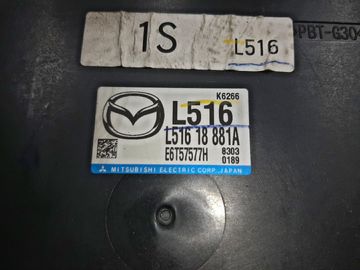 1S L516
PBT-G30
K6266
L516
L516 18 881A
E6T57577H 8303
0189
MITSUBISHI ELECTRIC CORP. JAPAN